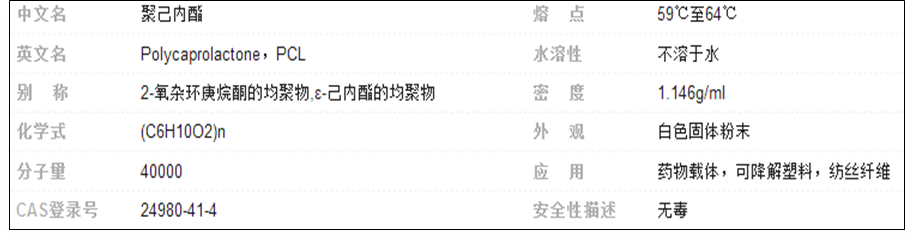 中文名 聚己内酯 熔 点 59℃至64℃
英文名 Polycaprolactone，PCL 水溶性 不溶于水
别 称 2-氧杂环庚烷酮的均聚物,ε-己内酯的均聚物 密 度 1.146g/ml
化学式 (C6H10O2)n 外 观 白色固体粉末
分子量 40000 应 用 药物载体，可降解塑料，纺丝纤维
CAS登录号 24980-41-4 安全性描述 无毒